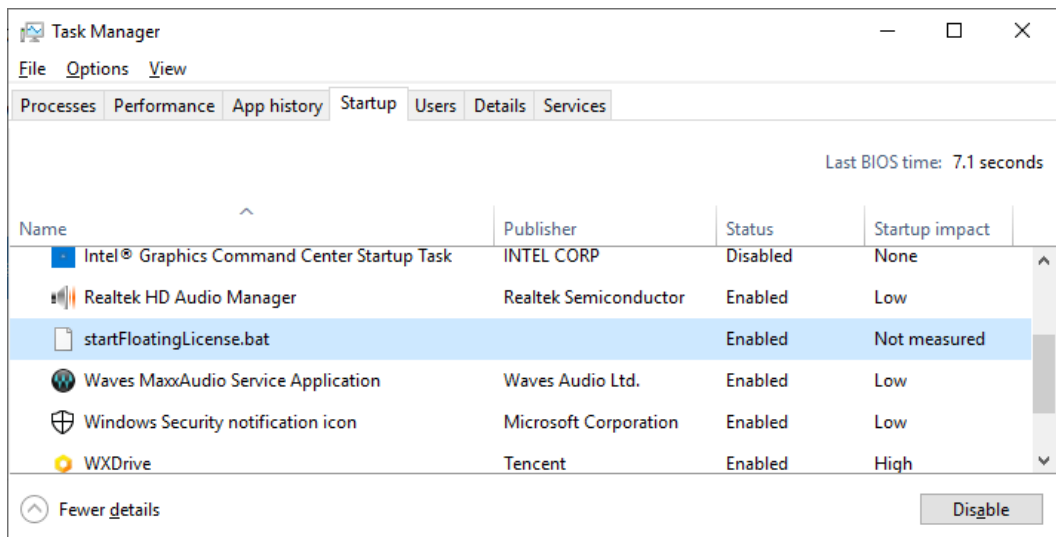 Task Manager
File Options View
Processes Performance App history Startup Users Details Services
Last BIOS time: 7.1 seconds
Name Publisher Status Startup impact
Intel® Graphics Command Center Startup Task INTEL CORP Disabled None
Realtek HD Audio Manager Realtek Semiconductor Enabled Low
startFloatingLicense.bat Enabled Not measured
Waves MaxxAudio Service Application Waves Audio Ltd. Enabled Low
Windows Security notification icon Microsoft Corporation Enabled Low
WXDrive Tencent Enabled High
Fewer details Disable